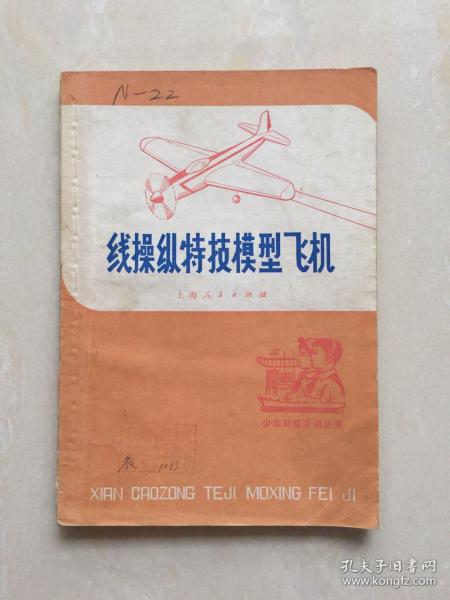 N-22
线操纵特技模型飞机
上海人民出版社
少年科技活动丛书
XIAN CAOZONG TEJI MOXING FEI JI
孔夫子旧书网
www.kongfz.com